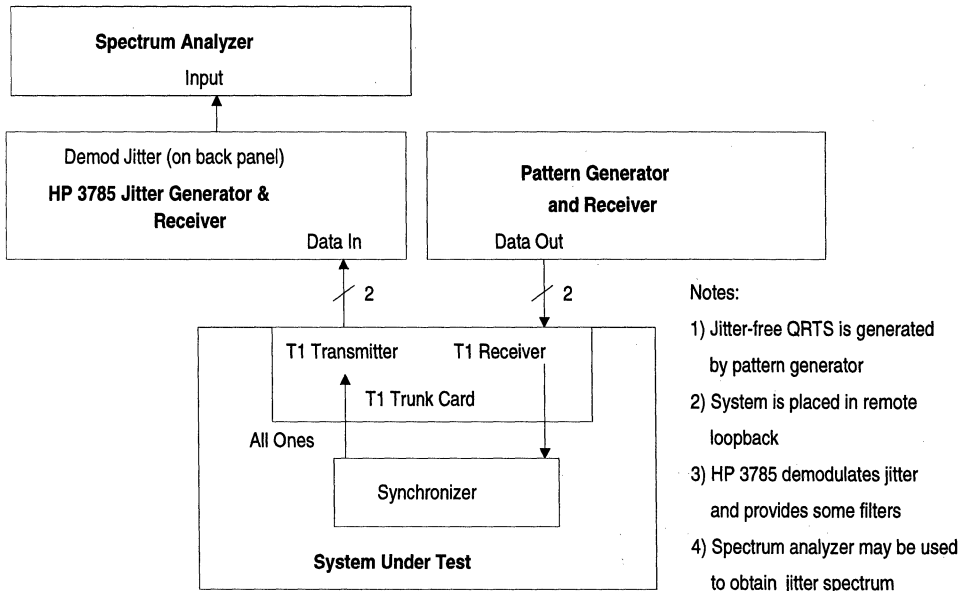 Spectrum Analyzer
Input
Demod Jitter (on back panel)
HP 3785 Jitter Generator &
Receiver
Data In
Pattern Generator
and Receiver
Data Out
2
2
T1 Transmitter
T1 Receiver
T1 Trunk Card
All Ones
Synchronizer
System Under Test
Notes:
1) Jitter-free QRTS is generated
by pattern generator
2) System is placed in remote
loopback
3) HP 3785 demodulates jitter
and provides some filters
4) Spectrum analyzer may be used
to obtain jitter spectrum